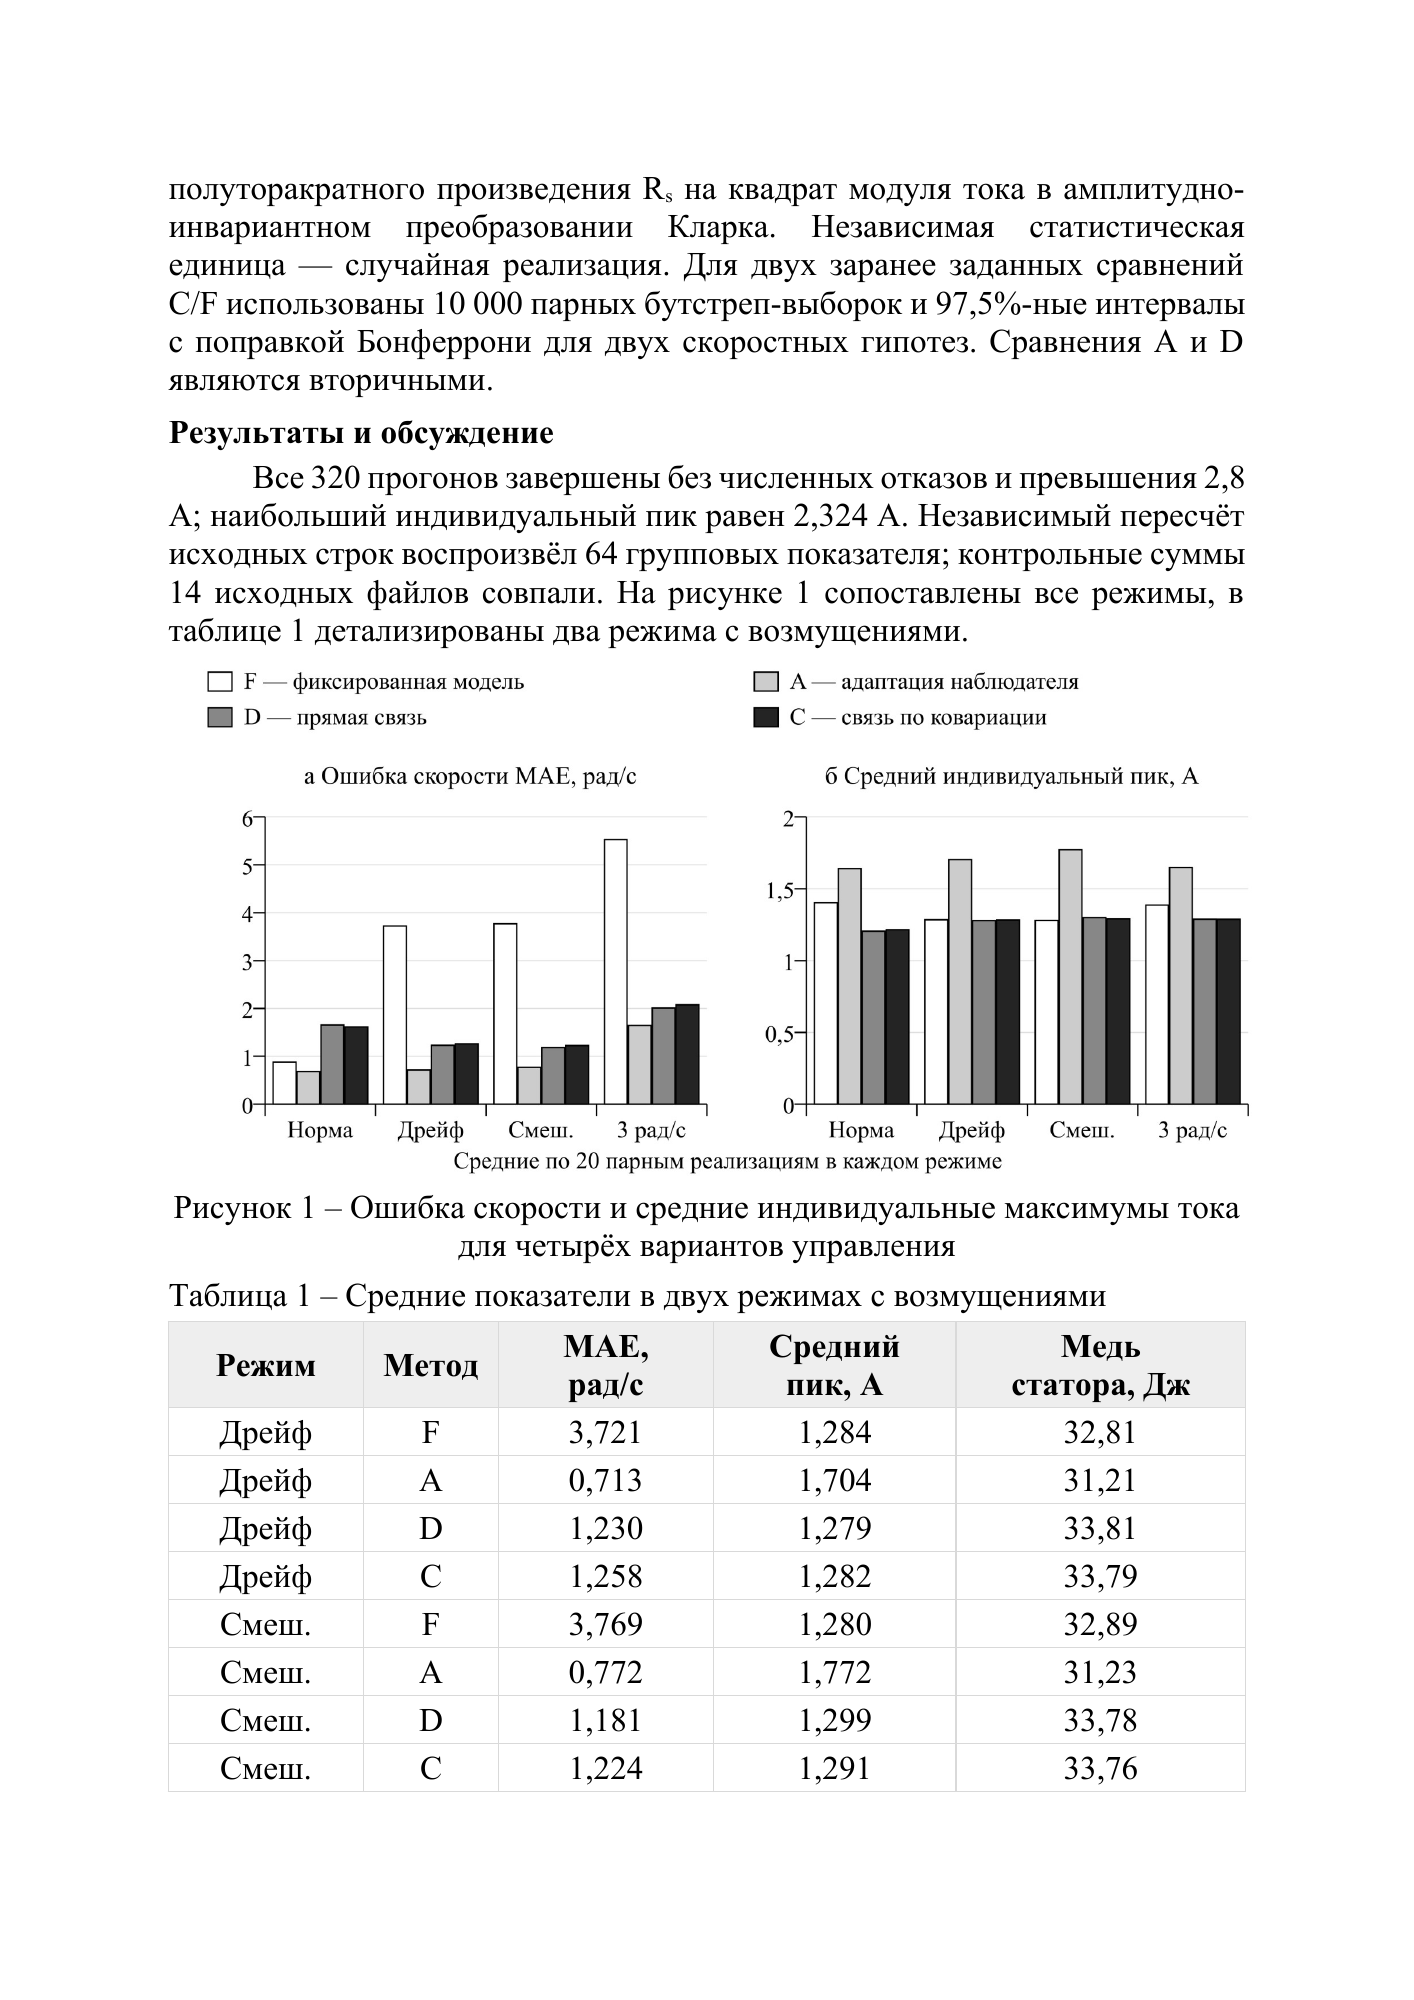 полуторакратного произведения Rₛ на квадрат модуля тока в амплитудно-
инвариантном преобразовании Кларка. Независимая статистическая
единица — случайная реализация. Для двух заранее заданных сравнений
C/F использованы 10 000 парных бутстреп-выборок и 97,5%-ные интервалы
с поправкой Бонферрони для двух скоростных гипотез. Сравнения A и D
являются вторичными.
Результаты и обсуждение
Все 320 прогонов завершены без численных отказов и превышения 2,8
А; наибольший индивидуальный пик равен 2,324 А. Независимый пересчёт
исходных строк воспроизвёл 64 групповых показателя; контрольные суммы
14 исходных файлов совпали. На рисунке 1 сопоставлены все режимы, в
таблице 1 детализированы два режима с возмущениями.
F — фиксированная модель
A — адаптация наблюдателя
D — прямая связь
C — связь по ковариации
а Ошибка скорости MAE, рад/с
6
5
4
3
2
1
0
Норма Дрейф Смеш. 3 рад/с
б Средний индивидуальный пик, А
2
1,5
1
0,5
0
Норма Дрейф Смеш. 3 рад/с
Средние по 20 парным реализациям в каждом режиме
Рисунок 1 – Ошибка скорости и средние индивидуальные максимумы тока
для четырёх вариантов управления
Таблица 1 – Средние показатели в двух режимах с возмущениями
Режим Метод MAE, рад/с Средний пик, А Медь статора, Дж
Дрейф F 3,721 1,284 32,81
Дрейф A 0,713 1,704 31,21
Дрейф D 1,230 1,279 33,81
Дрейф C 1,258 1,282 33,79
Смеш. F 3,769 1,280 32,89
Смеш. A 0,772 1,772 31,23
Смеш. D 1,181 1,299 33,78
Смеш. C 1,224 1,291 33,76